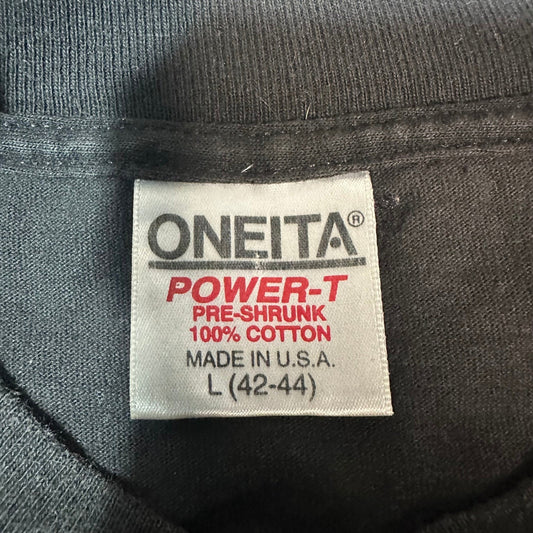 ONEITA®
POWER-T
PRE-SHRUNK
100% COTTON
MADE IN U.S.A.
L (42-44)